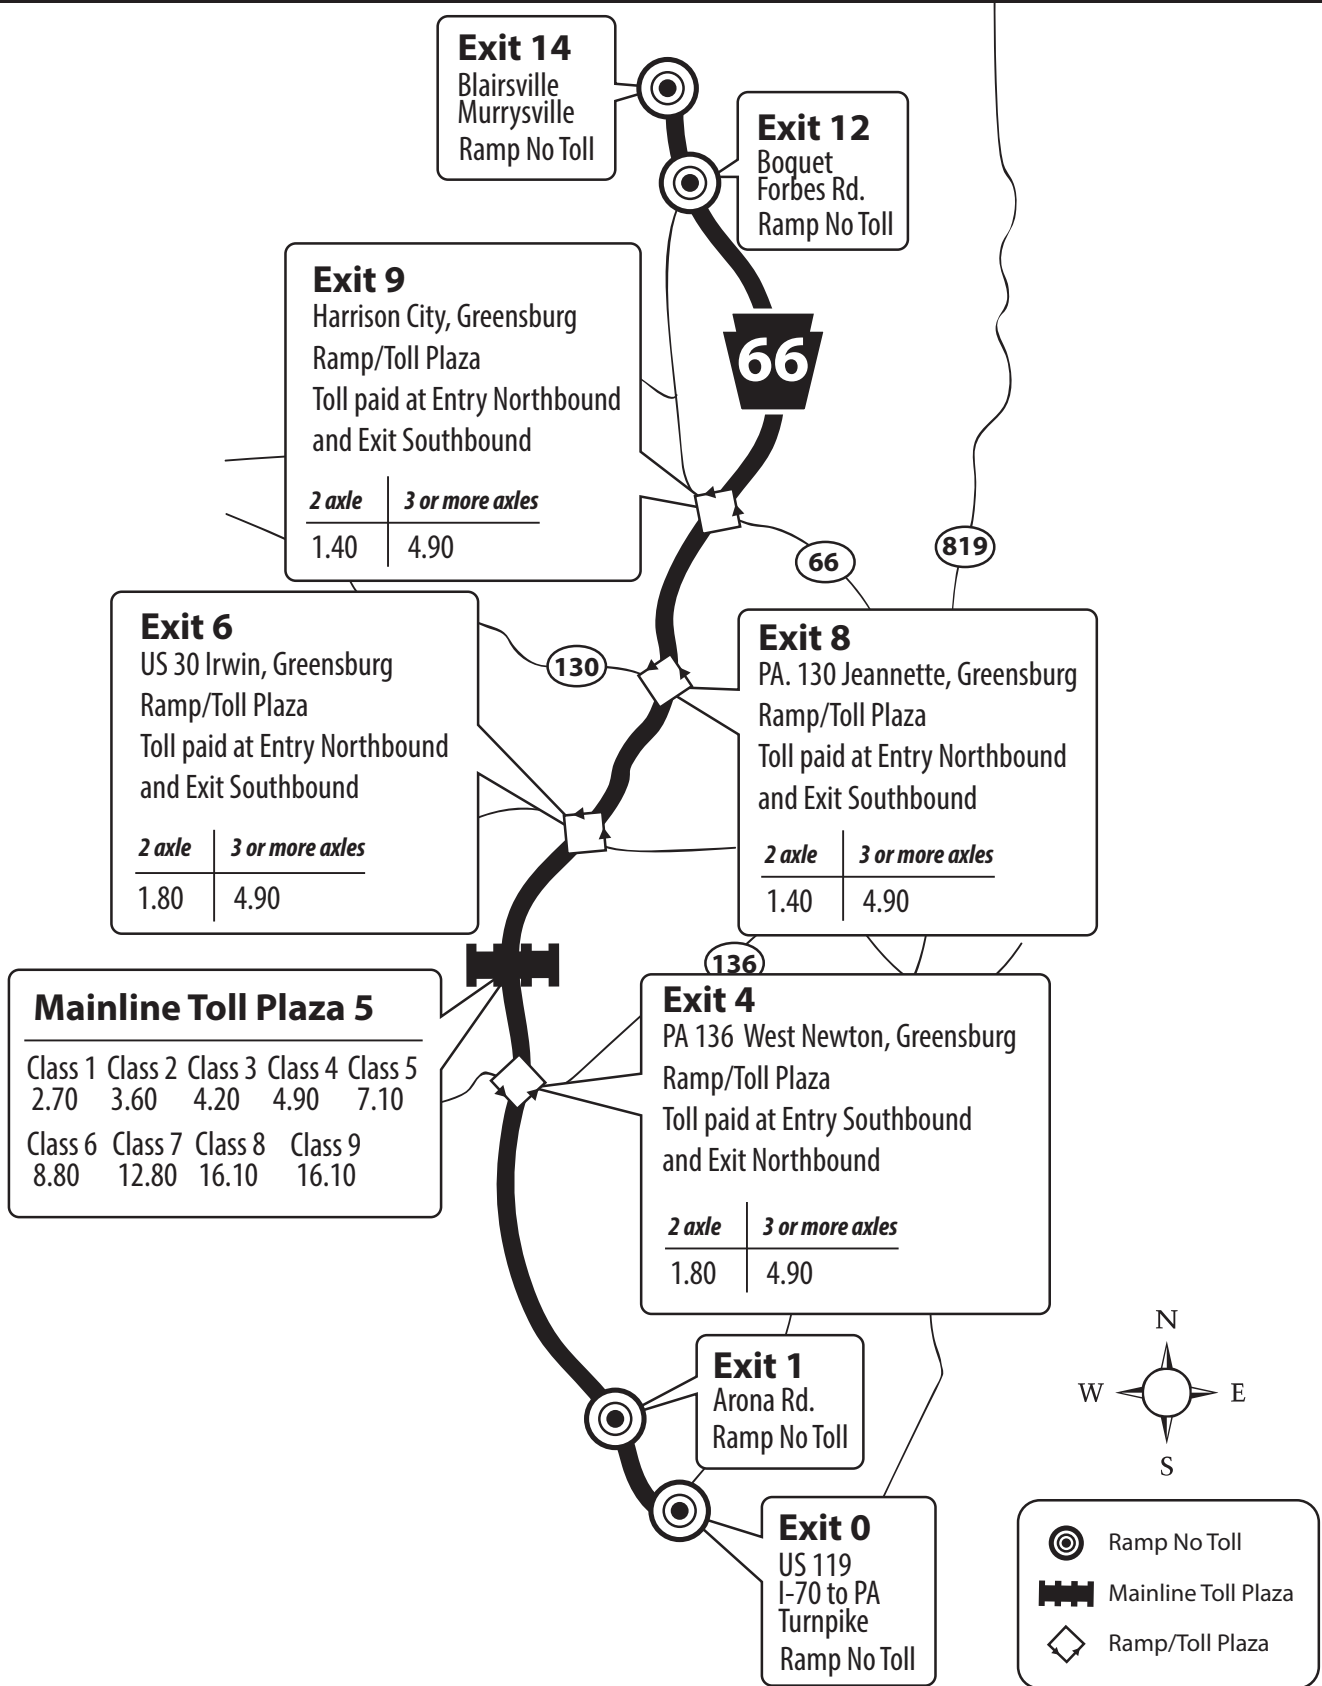 Exit 14
Blairsville
Murrysville
Ramp No Toll
Exit 12
Boquet
Forbes Rd.
Ramp No Toll
Exit 9
Harrison City, Greensburg
Ramp/Toll Plaza
Toll paid at Entry Northbound
and Exit Southbound
2 axle 3 or more axles
1.40 4.90
66
66
819
Exit 6
US 30 Irwin, Greensburg
Ramp/Toll Plaza
Toll paid at Entry Northbound
and Exit Southbound
2 axle 3 or more axles
1.80 4.90
130
Exit 8
PA. 130 Jeannette, Greensburg
Ramp/Toll Plaza
Toll paid at Entry Northbound
and Exit Southbound
2 axle 3 or more axles
1.40 4.90
136
Mainline Toll Plaza 5
Class 1 Class 2 Class 3 Class 4 Class 5
2.70 3.60 4.20 4.90 7.10
Class 6 Class 7 Class 8 Class 9
8.80 12.80 16.10 16.10
Exit 4
PA 136 West Newton, Greensburg
Ramp/Toll Plaza
Toll paid at Entry Southbound
and Exit Northbound
2 axle 3 or more axles
1.80 4.90
Exit 1
Arona Rd.
Ramp No Toll
Exit 0
US 119
I-70 to PA
Turnpike
Ramp No Toll
N
W E
S
Ramp No Toll
Mainline Toll Plaza
Ramp/Toll Plaza